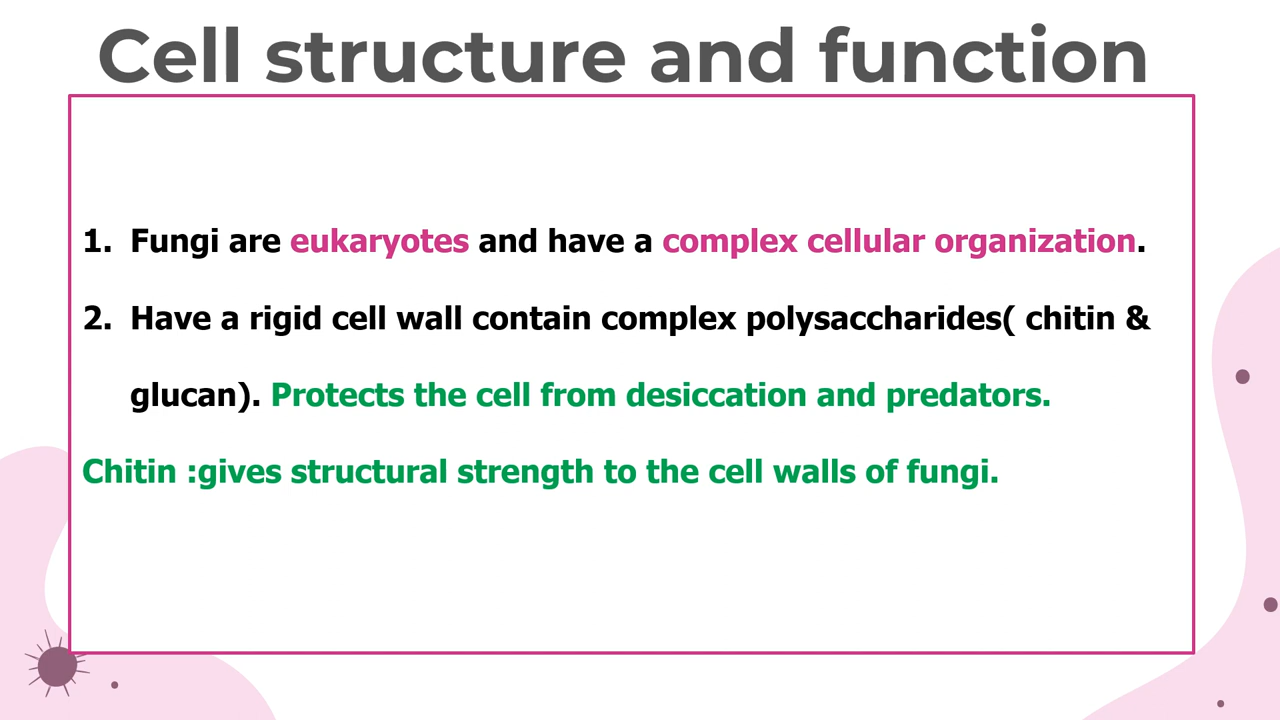 Cell structure and function
1. Fungi are eukaryotes and have a complex cellular organization.
2. Have a rigid cell wall contain complex polysaccharides( chitin &
glucan). Protects the cell from desiccation and predators.
Chitin :gives structural strength to the cell walls of fungi.